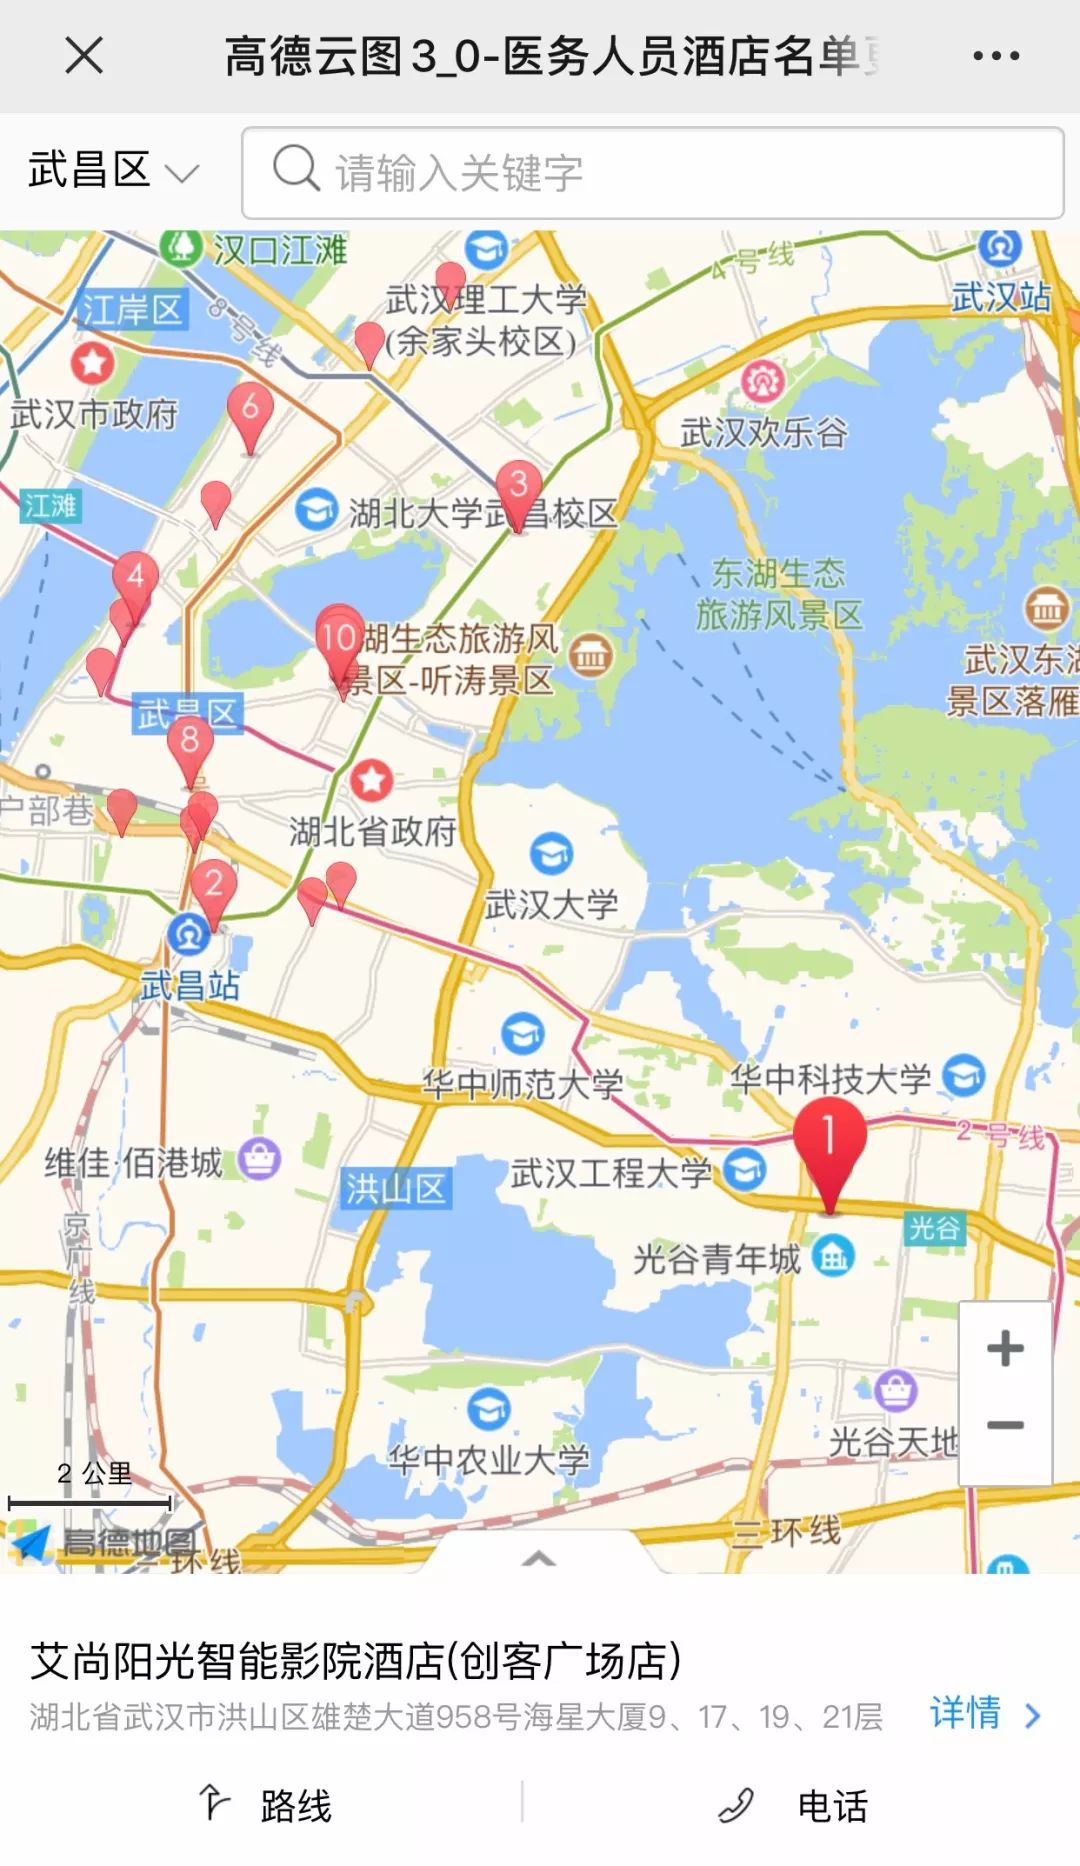 高德云图3_0-医务人员酒店名单
武昌区
请输入关键字
汉口江滩
4号线
武汉站
江岸区
8号线
武汉理工大学
(余家头校区)
武汉市政府
6
武汉欢乐谷
江滩
3
湖北大学武昌校区
4
东湖生态
旅游风景区
10
湖生态旅游风
景区-听涛景区
武汉东湖
景区落雁
武昌区
8
户部巷
湖北省政府
2
武汉大学
武昌站
华中师范大学
华中科技大学
1
2号线
维佳·佰港城
武汉工程大学
洪山区
光谷
京广线
光谷青年城
+
−
光谷天地
华中农业大学
2 公里
三环线
高德地图
三环线
艾尚阳光智能影院酒店(创客广场店)
湖北省武汉市洪山区雄楚大道958号海星大厦9、17、19、21层
详情
路线
电话